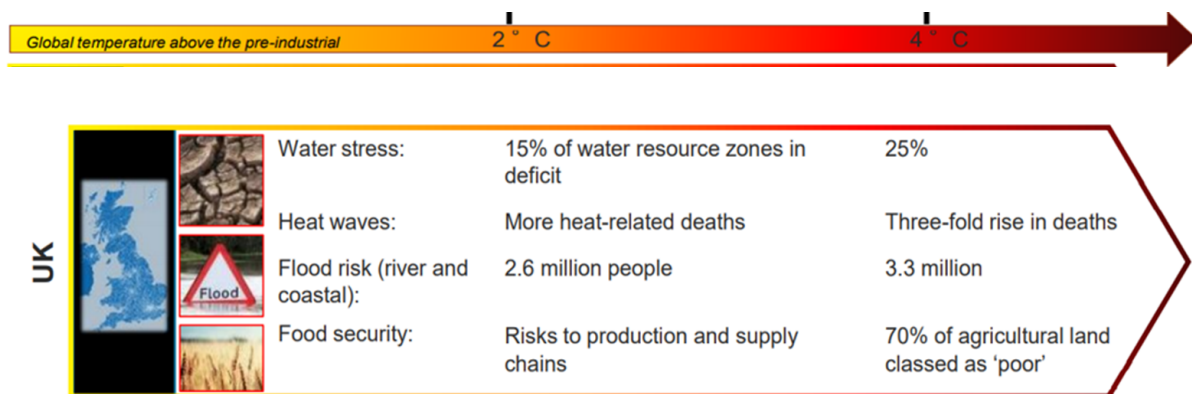 Global temperature above the pre-industrial
2° C
4° C
UK
Water stress:
15% of water resource zones in
deficit
25%
Heat waves:
More heat-related deaths
Three-fold rise in deaths
Flood risk (river and
coastal):
2.6 million people
3.3 million
Flood
Food security:
Risks to production and supply
chains
70% of agricultural land
classed as ‘poor’